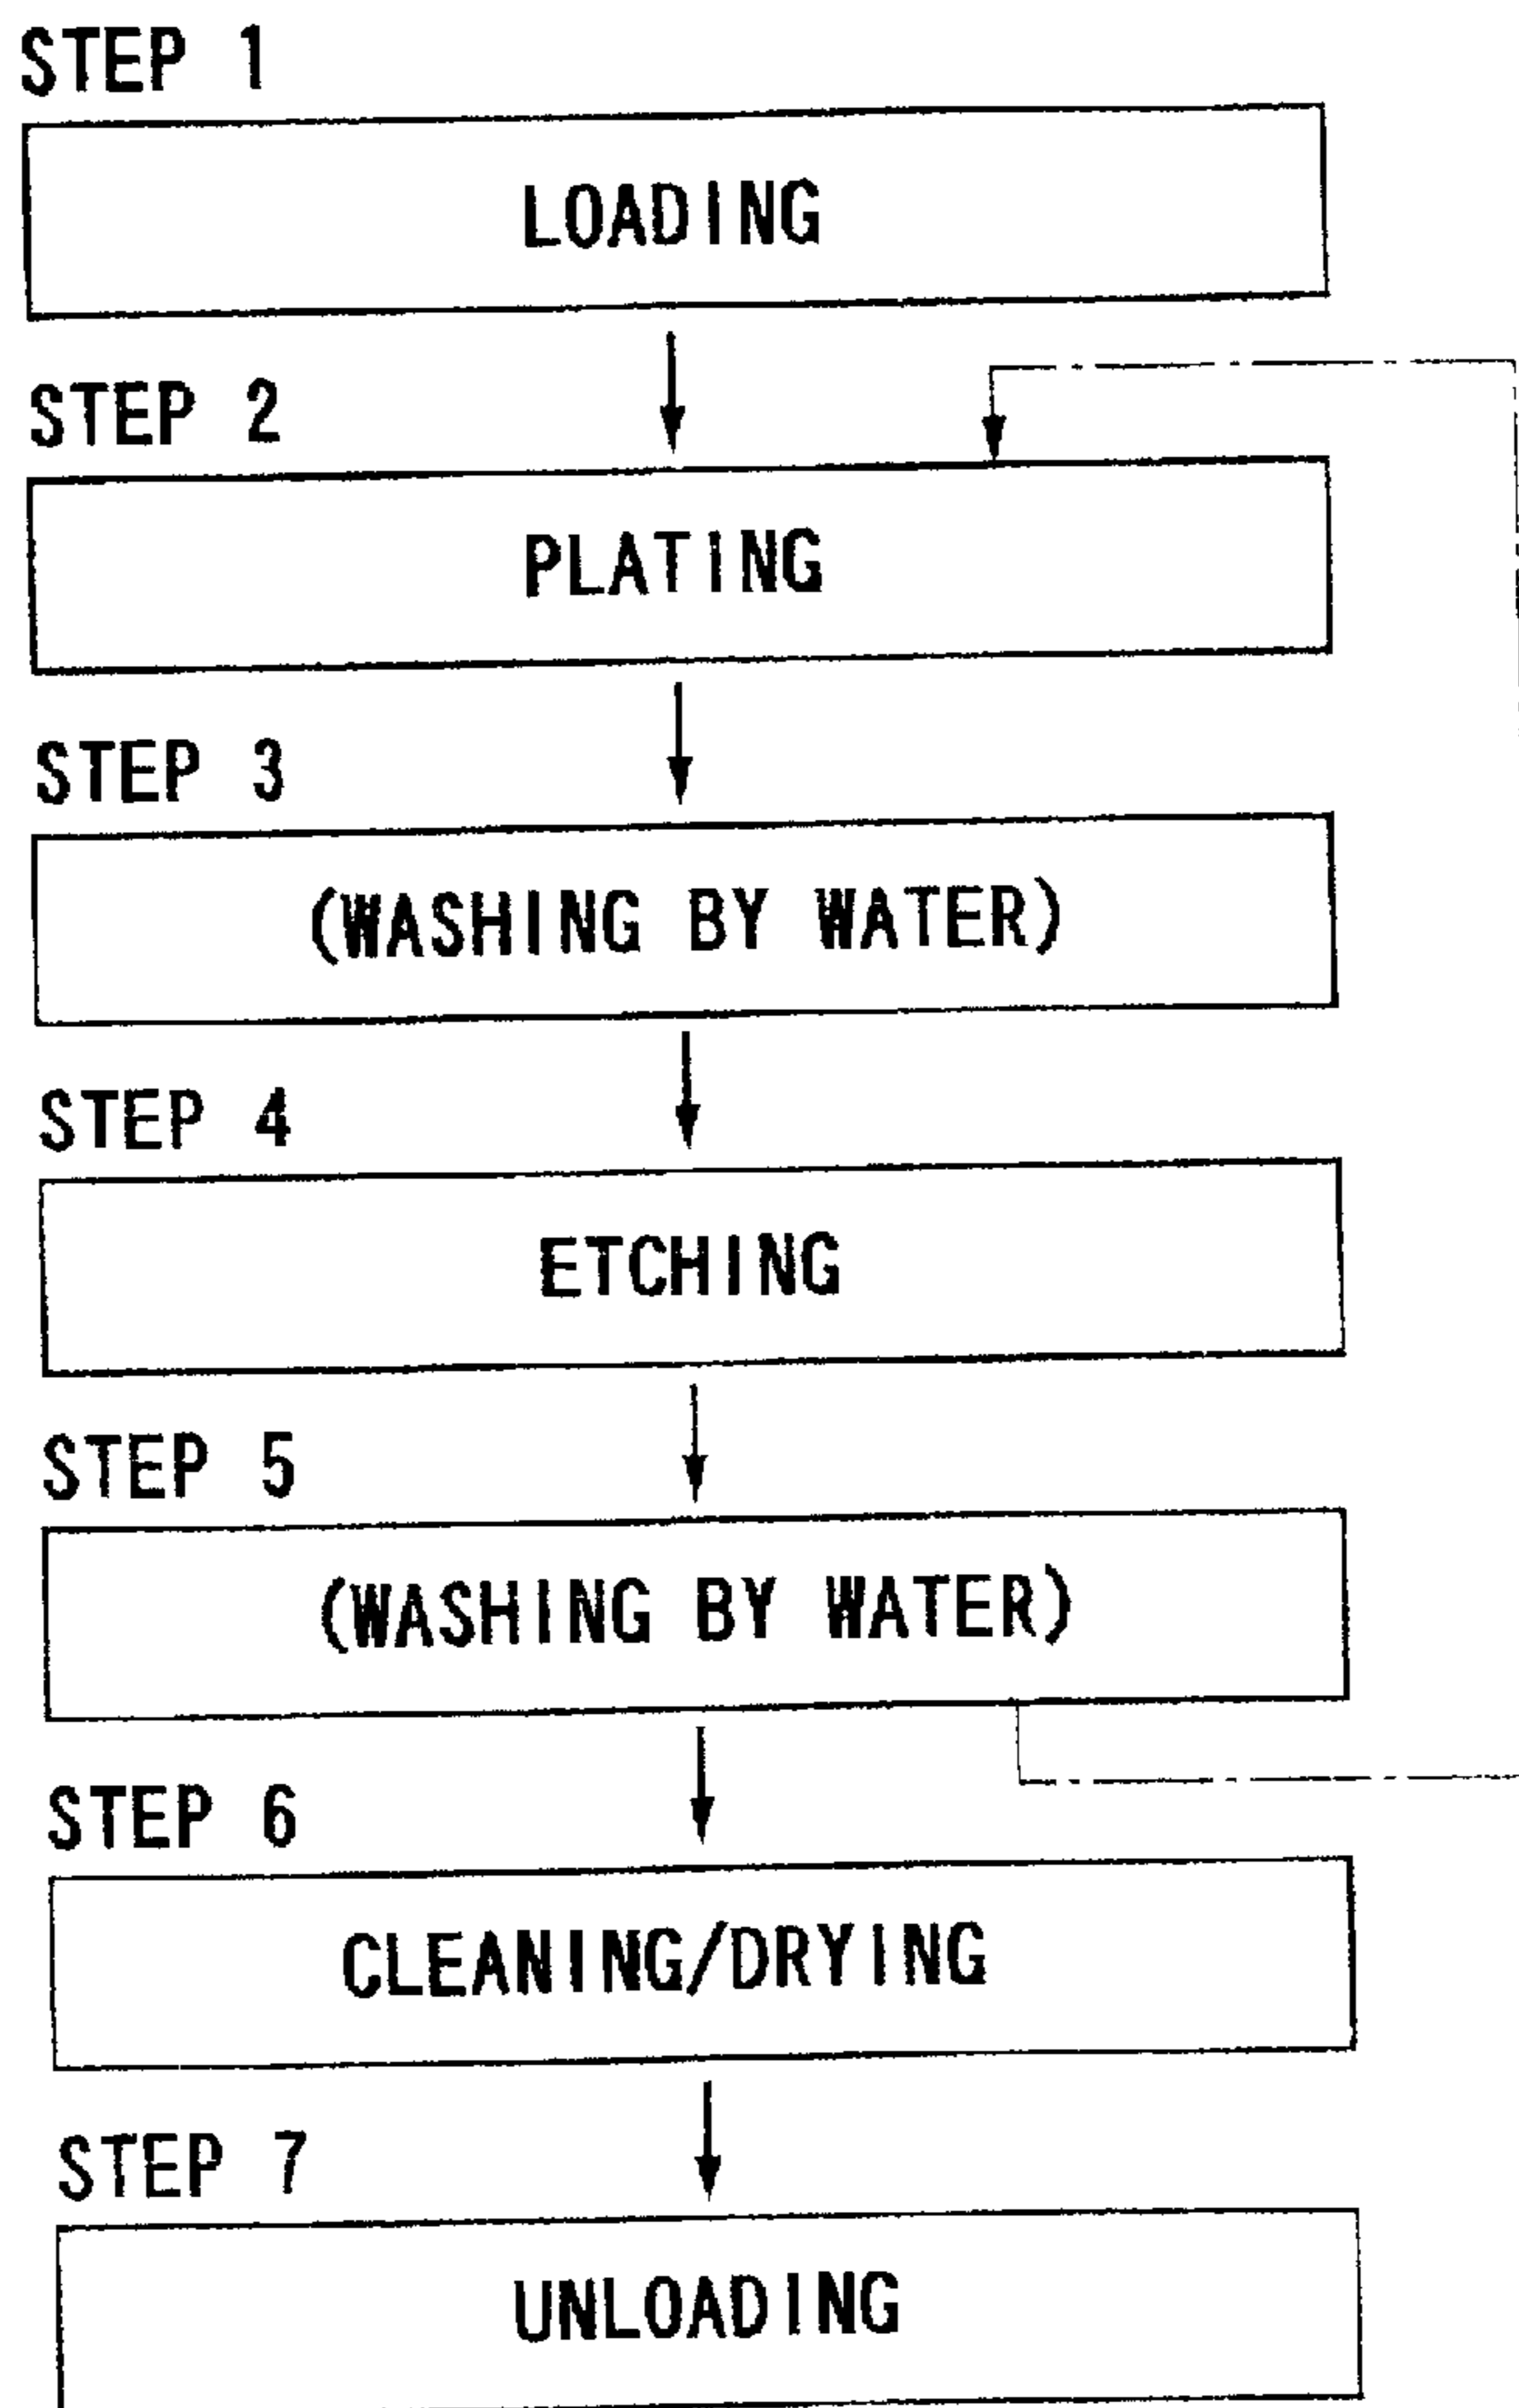 STEP 1
LOADING
STEP 2
PLATING
STEP 3
(WASHING BY WATER)
STEP 4
ETCHING
STEP 5
(WASHING BY WATER)
STEP 6
CLEANING/DRYING
STEP 7
UNLOADING